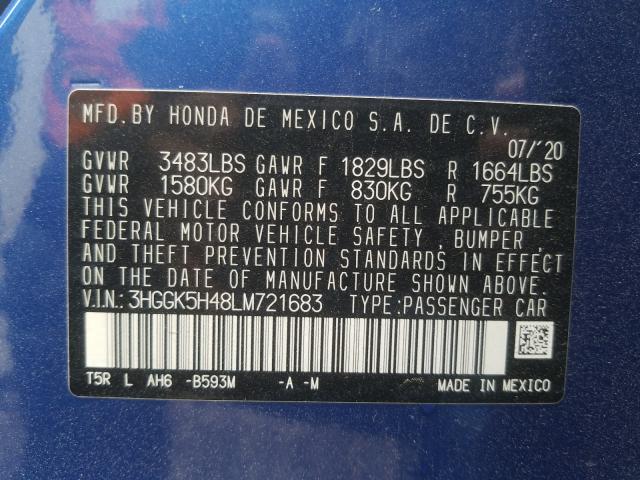 MFD. BY HONDA DE MEXICO S.A. DE C.V.
07/'20
GVWR 3483LBS GAWR F 1829LBS R 1664LBS
GVWR 1580KG GAWR F 830KG R 755KG
THIS VEHICLE CONFORMS TO ALL APPLICABLE
FEDERAL MOTOR VEHICLE SAFETY , BUMPER ,
AND THEFT PREVENTION STANDARDS IN EFFECT
ON THE DATE OF MANUFACTURE SHOWN ABOVE.
V.I.N.: 3HGGK5H48LM721683 TYPE:PASSENGER CAR
T5R L AH6 -B593M -A -M MADE IN MEXICO